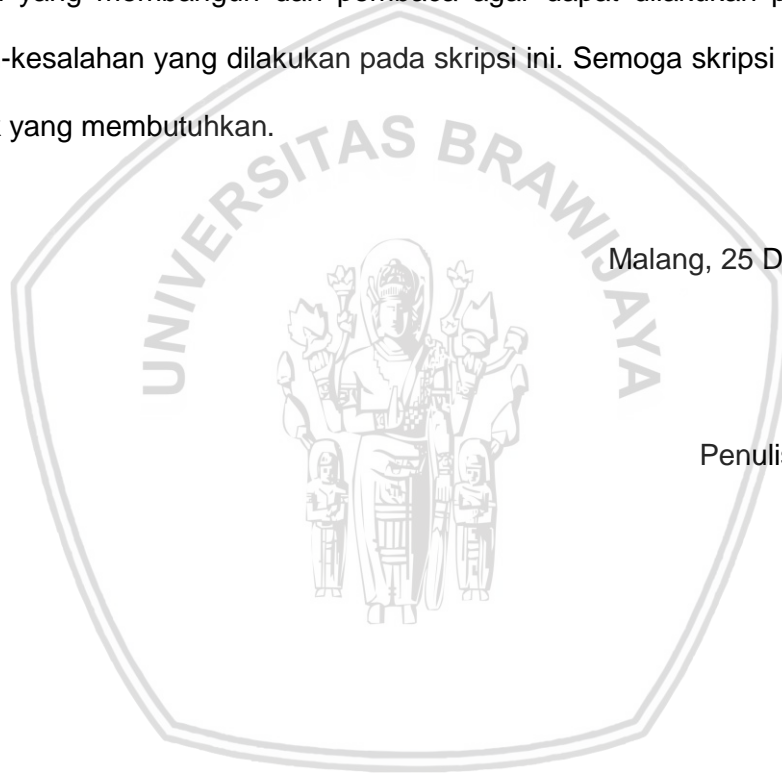 yang membangun dari pembaca agar dapat dilakukan
-kesalahan yang dilakukan pada skripsi ini. Semoga skripsi
yang membutuhkan.
UNIVERSITAS BRAWIJAYA
Malang, 25 D
Penulis